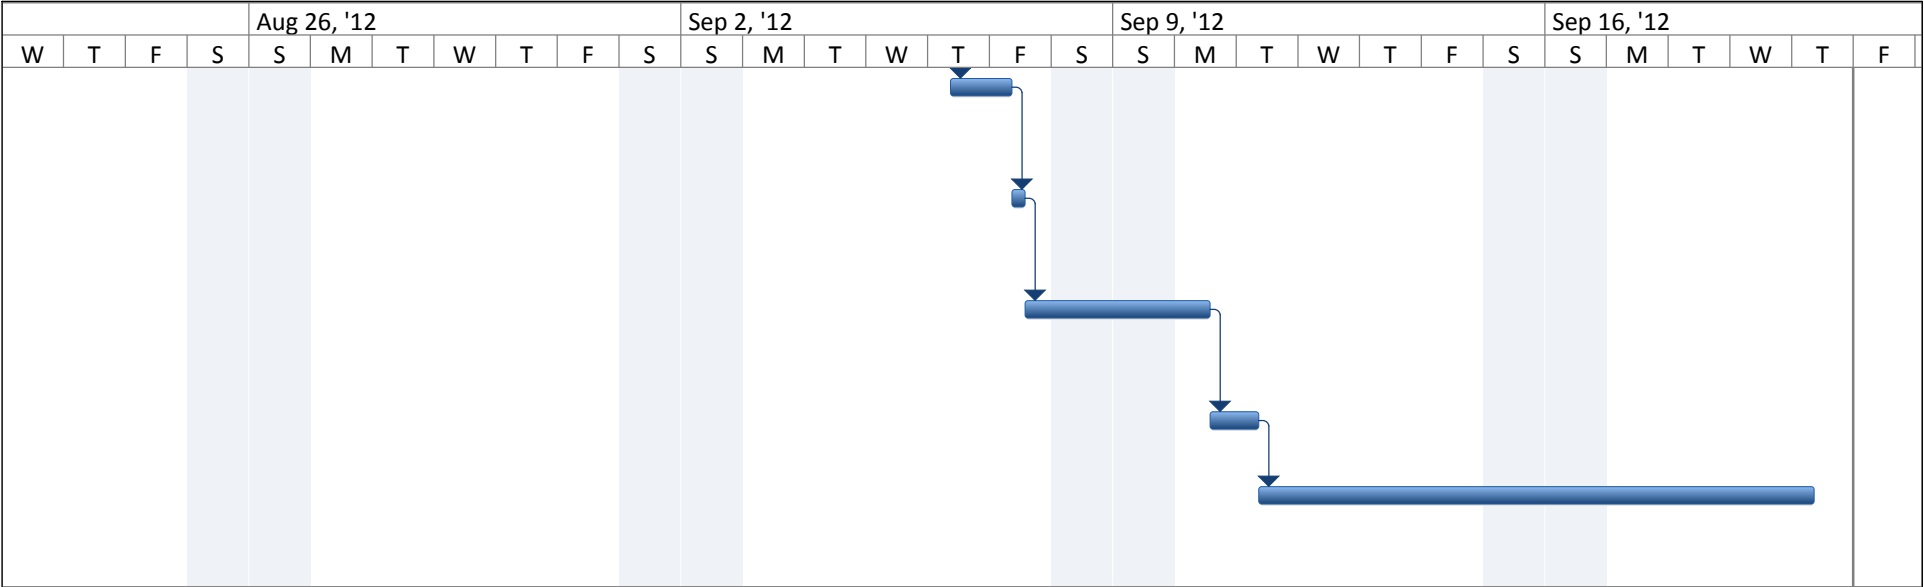 Aug 26, '12 Sep 2, '12 Sep 9, '12 Sep 16, '12
W T F S S M T W T F S S M T W T F S S M T W T F S S M T W T F